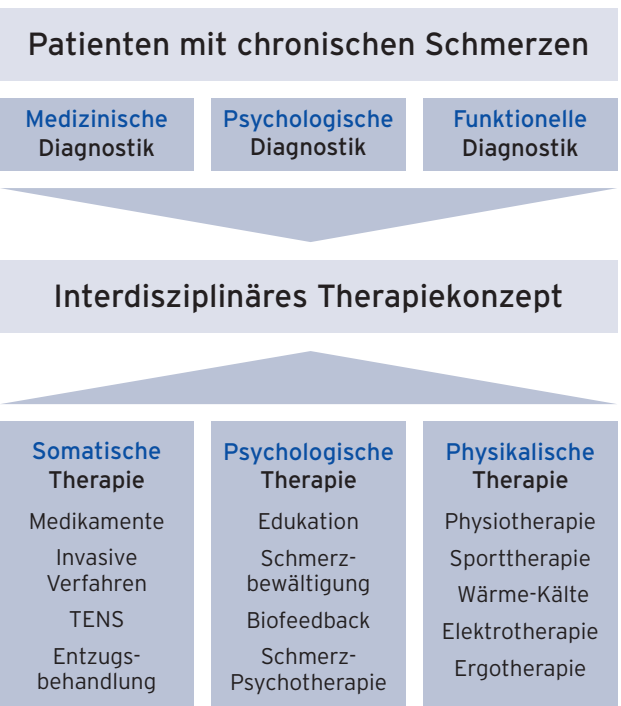 Patienten mit chronischen Schmerzen
Medizinische
Diagnostik
Psychologische
Diagnostik
Funktionelle
Diagnostik
Interdisziplinäres Therapiekonzept
Somatische
Therapie
Medikamente
Invasive
Verfahren
TENS
Entzugs-
behandlung
Psychologische
Therapie
Edukation
Schmerz-
bewältigung
Biofeedback
Schmerz-
Psychotherapie
Physikalische
Therapie
Physiotherapie
Sporttherapie
Wärme-Kälte
Elektrotherapie
Ergotherapie